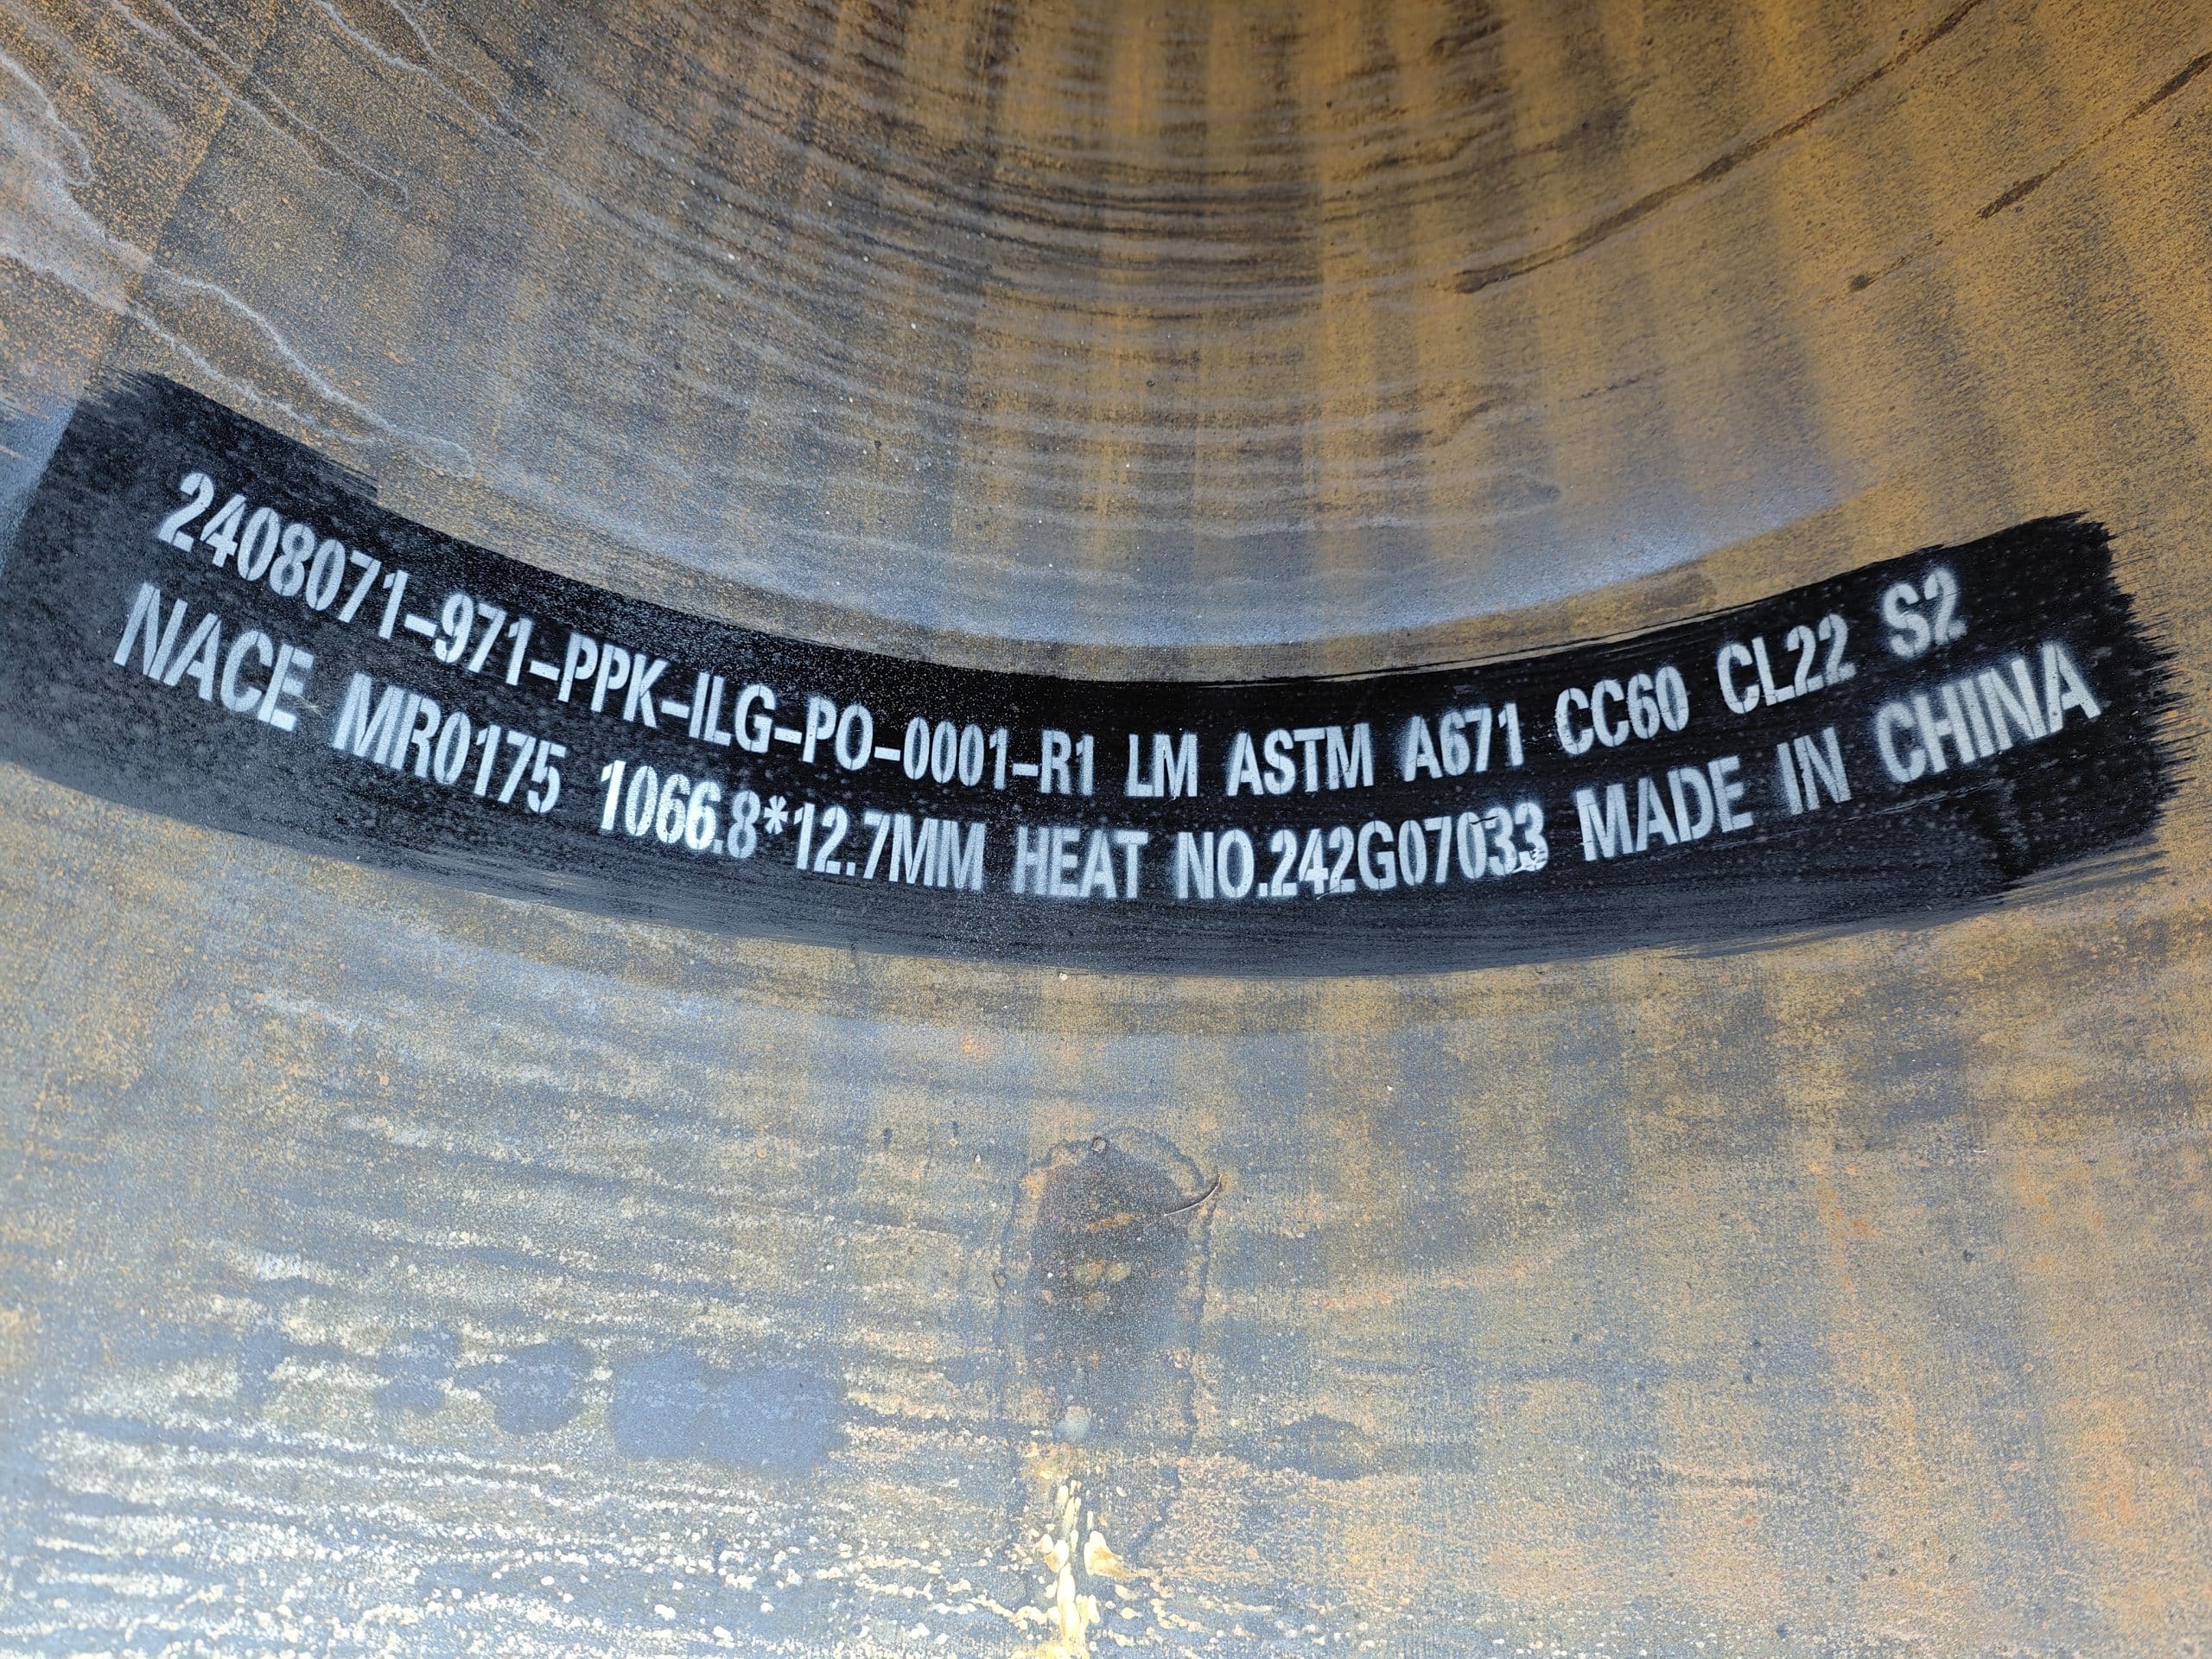 2408071-971-PPK-ILG-PO-0001-R1 LM ASTM A671 CC60 CL22 S2
NACE MR0175 1066.8*12.7MM HEAT NO.242G07033 MADE IN CHINA